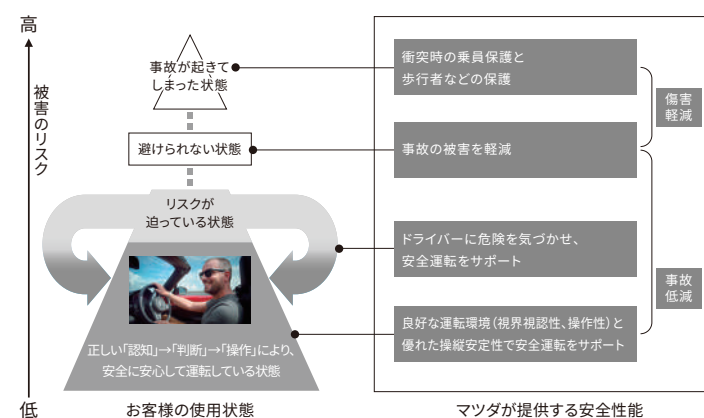 高
被害のリスク
低
事故が起きて
しまった状態
避けられない状態
リスクが
迫っている状態
正しい「認知」→「判断」→「操作」により、
安全に安心して運転している状態
お客様の使用状態
衝突時の乗員保護と
歩行者などの保護
事故の被害を軽減
ドライバーに危険を気づかせ、
安全運転をサポート
良好な運転環境（視界視認性、操作性）と
優れた操縦安定性で安全運転をサポート
傷害
軽減
事故
低減
マツダが提供する安全性能